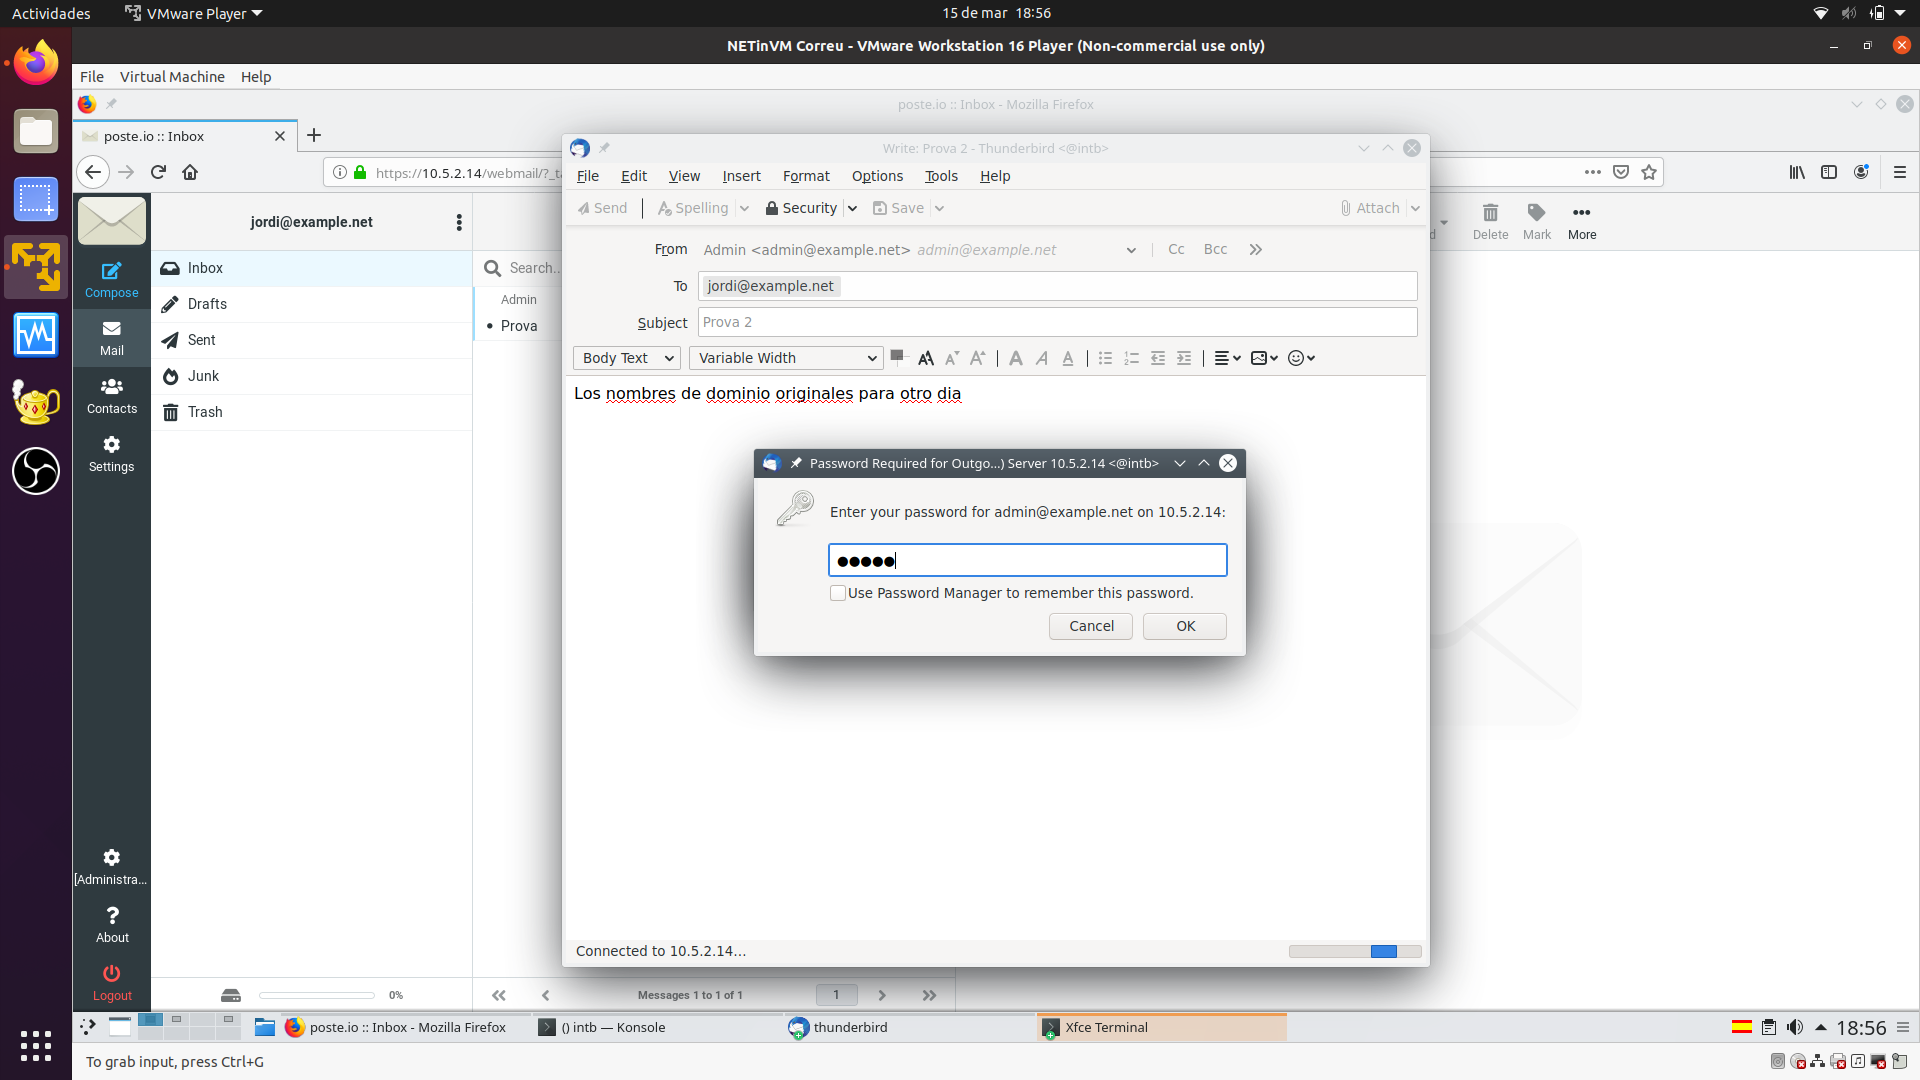 Actividades
VMware Player
15 de mar 18:56
NETinVM Correu - VMware Workstation 16 Player (Non-commercial use only)
File Virtual Machine Help
poste.io :: Inbox - Mozilla Firefox
poste.io :: Inbox
https://10.5.2.14/webmail/?_t
jordi@example.net
Compose
Mail
Contacts
Settings
[Administra...
About
Logout
Inbox
Drafts
Sent
Junk
Trash
0%
Search...
Admin
Prova
Messages 1 to 1 of 1
1
Delete
Mark
More
Write: Prova 2 - Thunderbird <@intb>
File Edit View Insert Format Options Tools Help
Send Spelling Security Save Attach
From Admin <admin@example.net> admin@example.net Cc Bcc
To jordi@example.net
Subject Prova 2
Body Text Variable Width
Los nombres de dominio originales para otro dia
Password Required for Outgo...) Server 10.5.2.14 <@intb>
Enter your password for admin@example.net on 10.5.2.14:
Use Password Manager to remember this password.
Cancel OK
Connected to 10.5.2.14...
poste.io :: Inbox - Mozilla Firefox
() intb — Konsole
thunderbird
Xfce Terminal
18:56
To grab input, press Ctrl+G